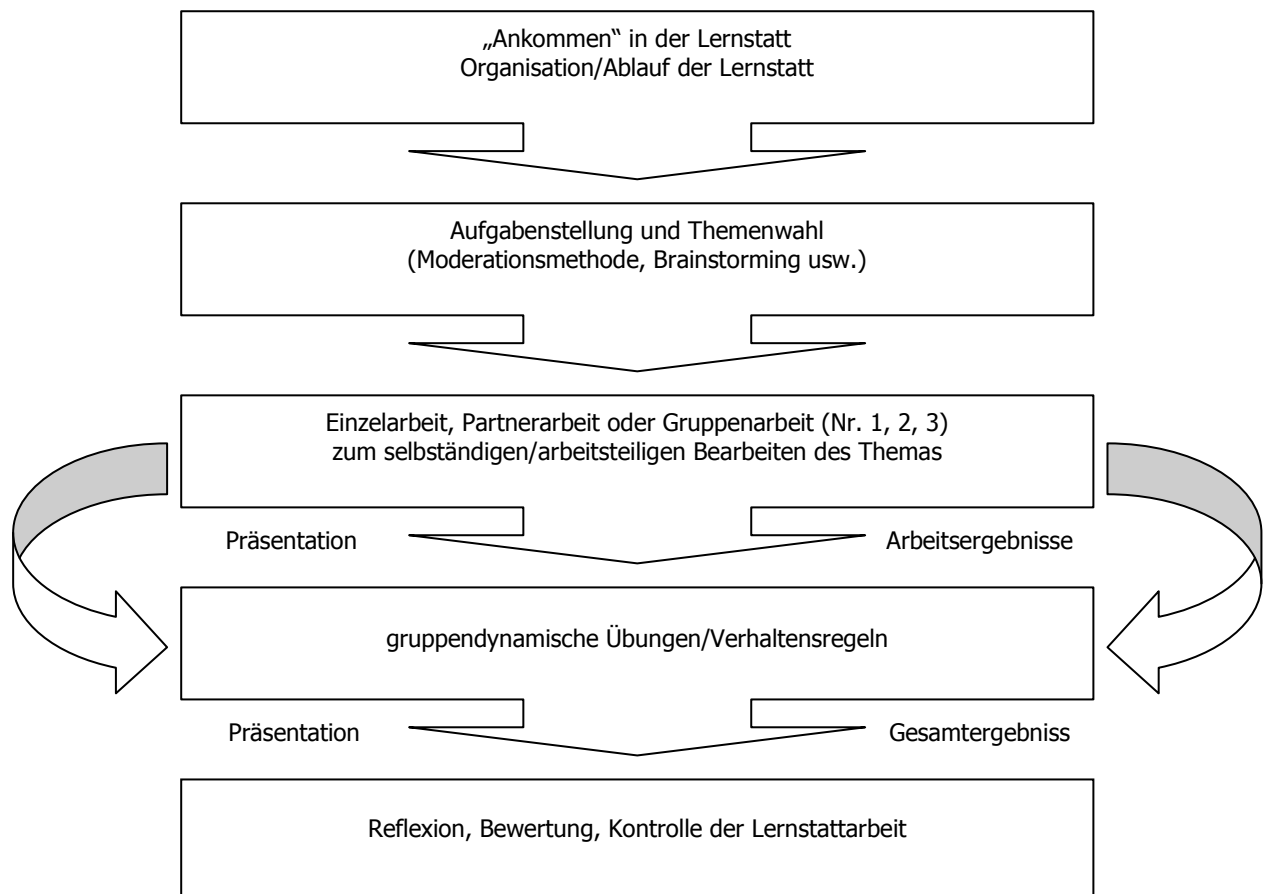 „Ankommen“ in der Lernstatt
Organisation/Ablauf der Lernstatt
Aufgabenstellung und Themenwahl
(Moderationsmethode, Brainstorming usw.)
Einzelarbeit, Partnerarbeit oder Gruppenarbeit (Nr. 1, 2, 3)
zum selbständigen/arbeitsteiligen Bearbeiten des Themas
Präsentation
Arbeitsergebnisse
gruppendynamische Übungen/Verhaltensregeln
Präsentation
Gesamtergebniss
Reflexion, Bewertung, Kontrolle der Lernstattarbeit